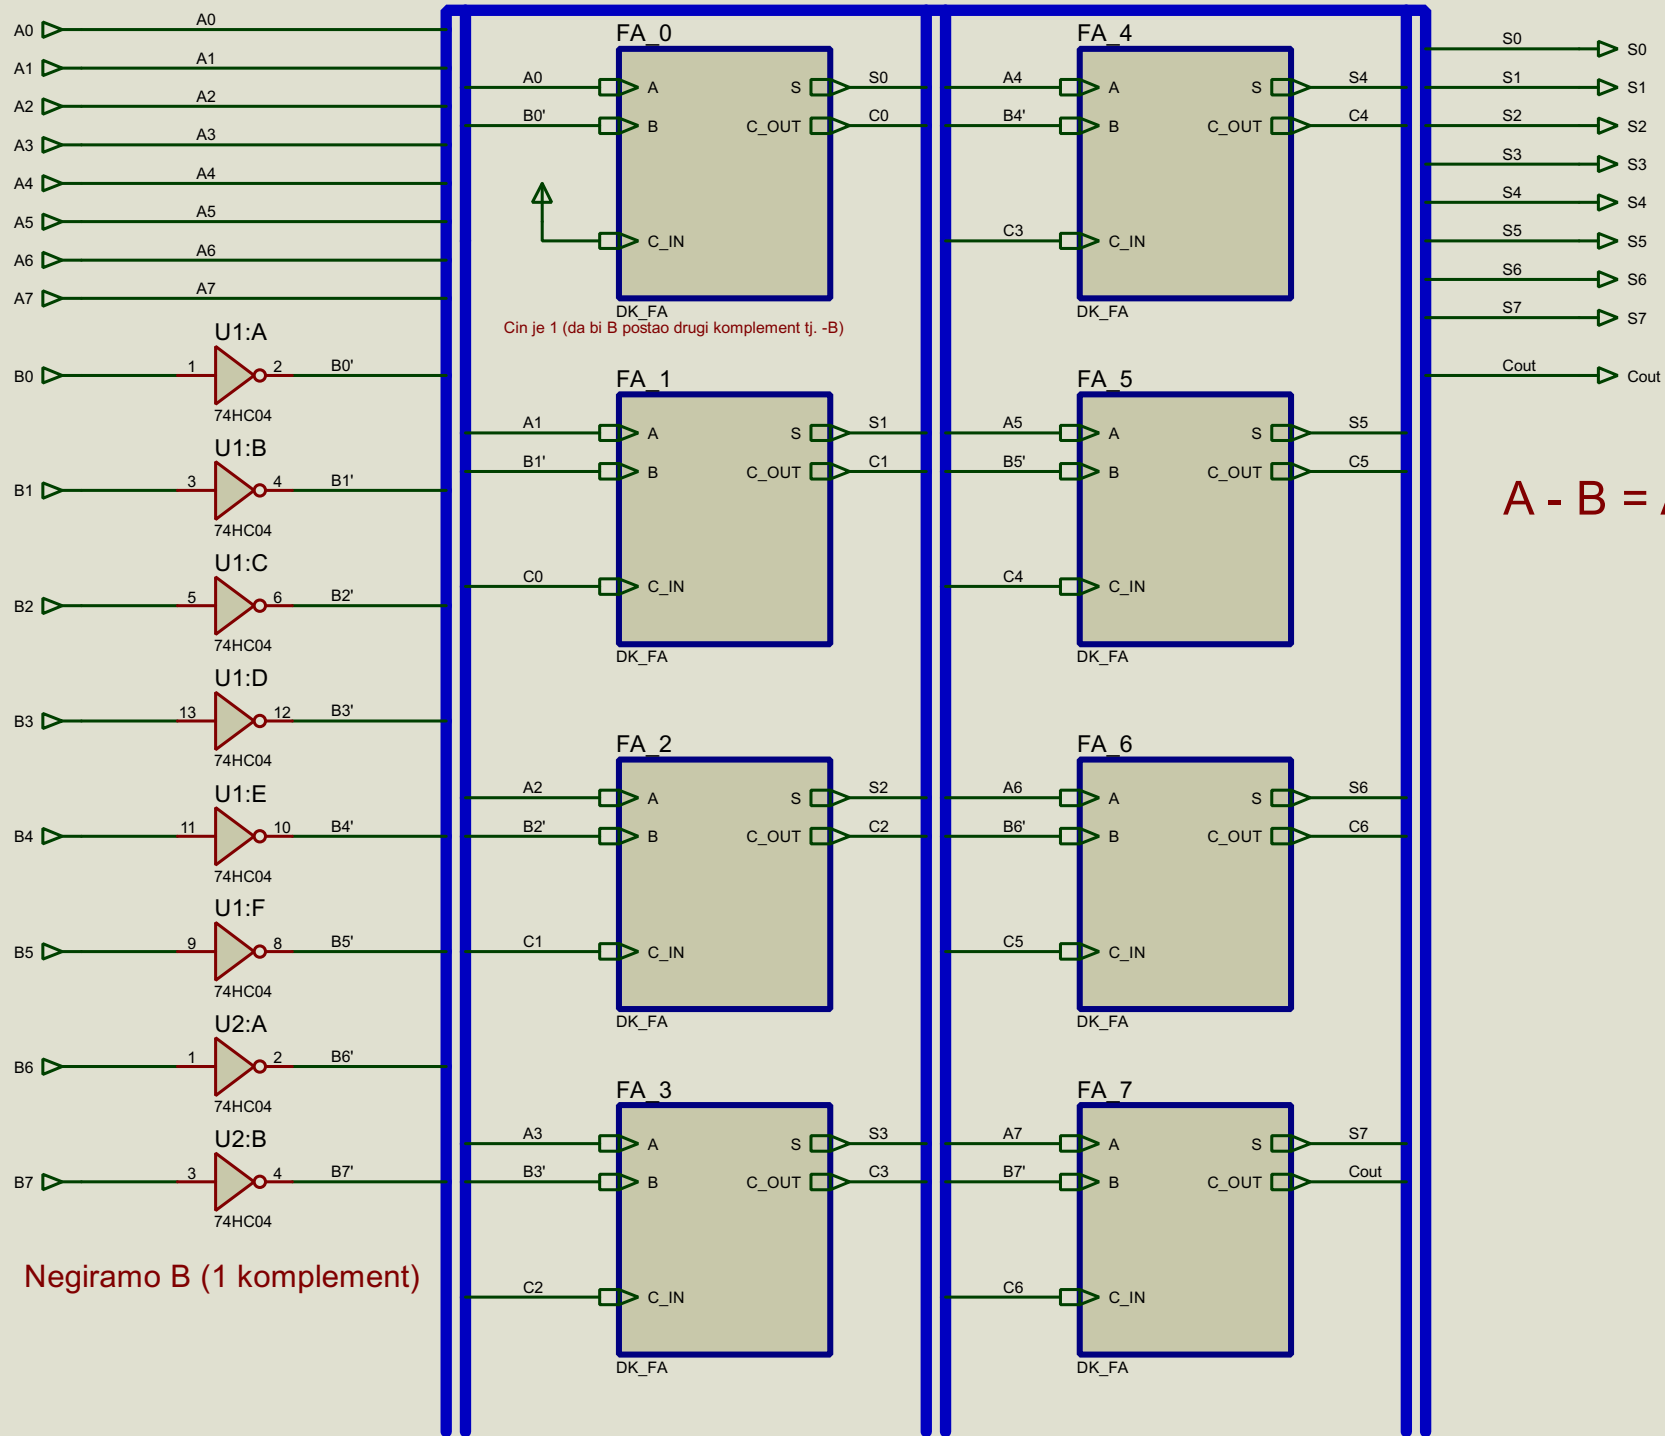 A0 A0
A1 A1
A2 A2
A3 A3
A4 A4
A5 A5
A6 A6
A7 A7
U1:A
B0 1 2 B0'
74HC04
U1:B
B1 3 4 B1'
74HC04
U1:C
B2 5 6 B2'
74HC04
U1:D
B3 13 12 B3'
74HC04
U1:E
B4 11 10 B4'
74HC04
U1:F
B5 9 8 B5'
74HC04
U2:A
B6 1 2 B6'
74HC04
U2:B
B7 3 4 B7'
74HC04
Negiramo B (1 komplement)
FA_0
A0 A S S0
B0' B C_OUT C0
C_IN
DK_FA
Cin je 1 (da bi B postao drugi komplement tj. -B)
FA_1
A1 A S S1
B1' B C_OUT C1
C0 C_IN
DK_FA
FA_2
A2 A S S2
B2' B C_OUT C2
C1 C_IN
DK_FA
FA_3
A3 A S S3
B3' B C_OUT C3
C2 C_IN
DK_FA
FA_4
A4 A S S4
B4' B C_OUT C4
C3 C_IN
DK_FA
FA_5
A5 A S S5
B5' B C_OUT C5
C4 C_IN
DK_FA
FA_6
A6 A S S6
B6' B C_OUT C6
C5 C_IN
DK_FA
FA_7
A7 A S S7
B7' B C_OUT Cout
C6 C_IN
DK_FA
S0 S0
S1 S1
S2 S2
S3 S3
S4 S4
S5 S5
S6 S6
S7 S7
Cout Cout
A - B =